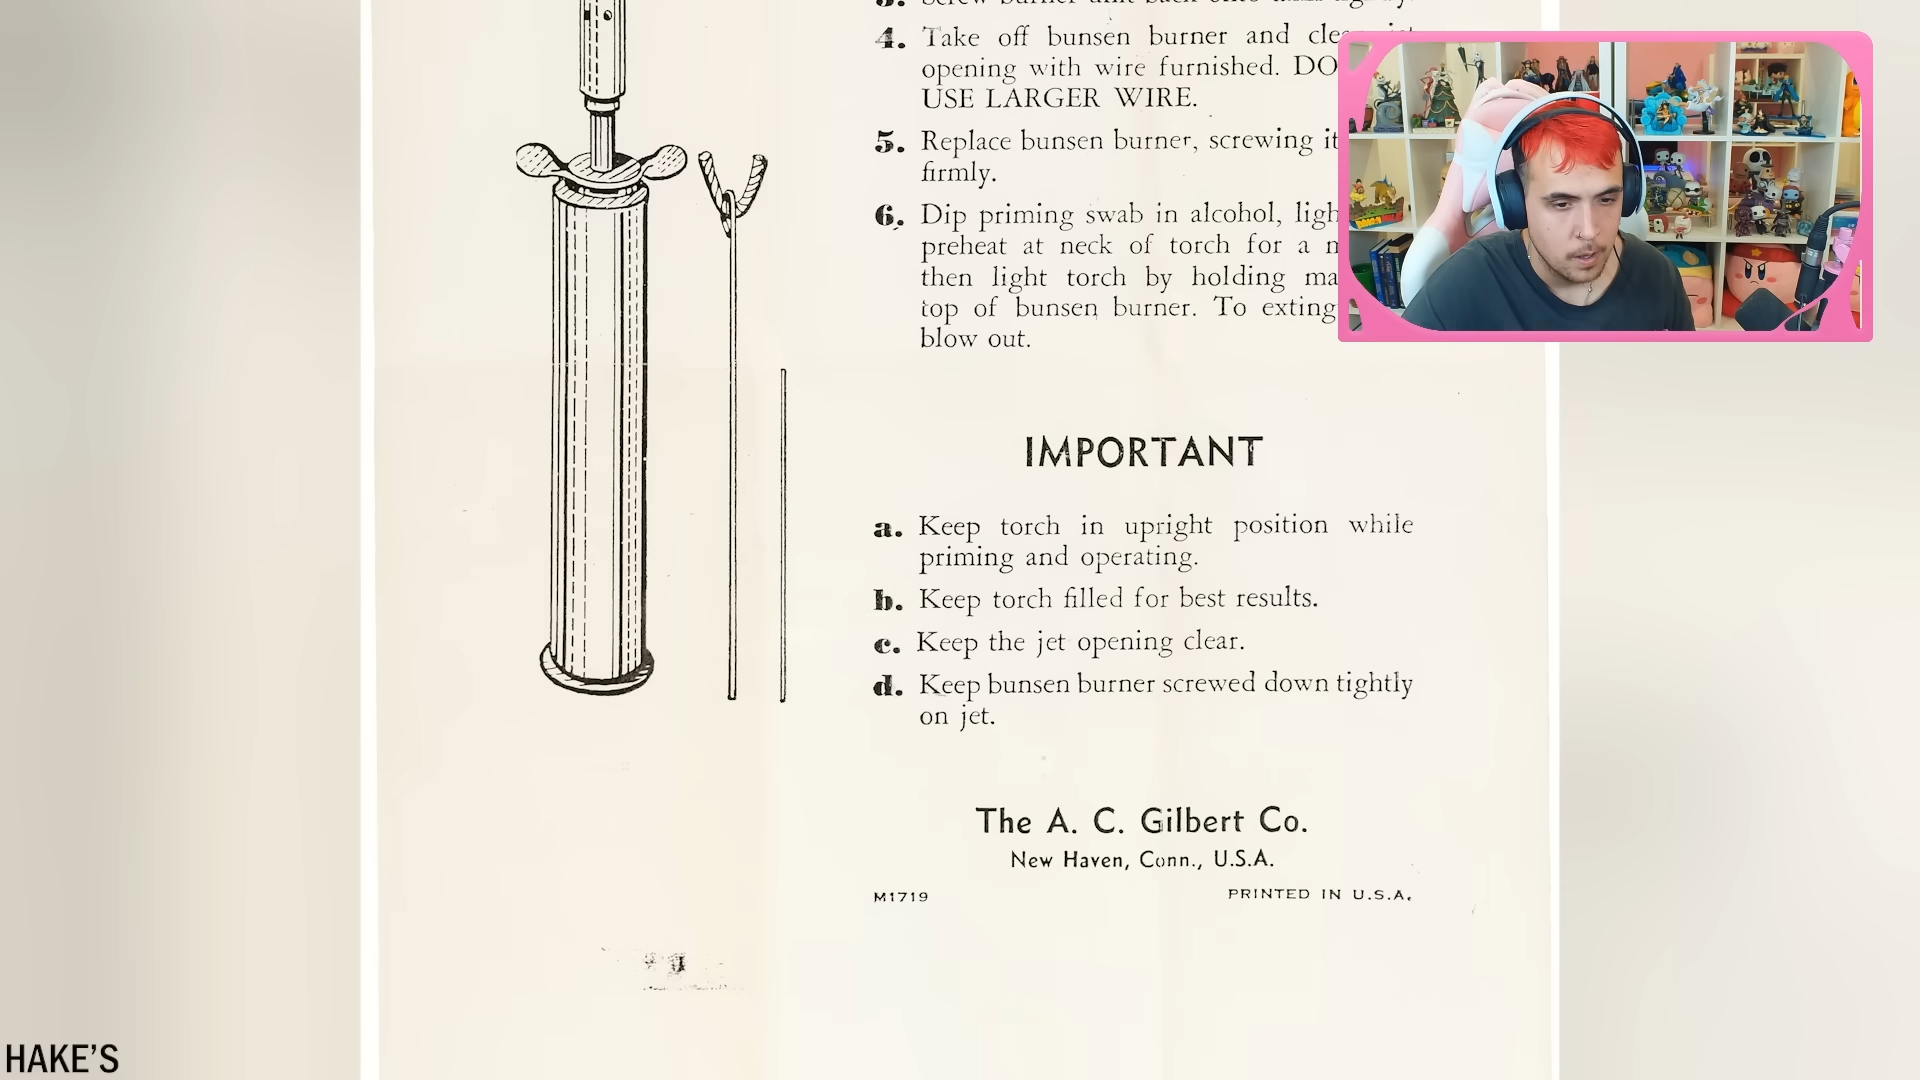 4. Take off bunsen burner and
opening with wire furnished. DO
USE LARGER WIRE.
5. Replace bunsen burner, screwing it
firmly.
6. Dip priming swab in alcohol,
preheat at neck of torch for a
then light torch by holding
top of bunsen burner. To
blow out.
IMPORTANT
a. Keep torch in upright position while
priming and operating.
b. Keep torch filled for best results.
c. Keep the jet opening clear.
d. Keep bunsen burner screwed down tightly
on jet.
The A. C. Gilbert Co.
New Haven, Conn., U.S.A.
M1719 PRINTED IN U.S.A.
HAKE'S